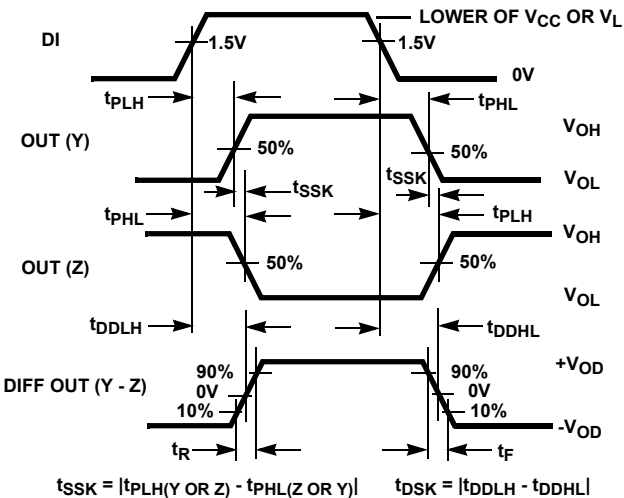 LOWER OF VCC OR VL
DI
1.5V
1.5V
0V
tPLH
tPHL
OUT (Y)
VOH
50%
50%
tSSK
tSSK
VOL
tPHL
tPLH
VOH
OUT (Z)
50%
50%
VOL
tDDLH
tDDHL
+VOD
90%
90%
DIFF OUT (Y - Z)
0V
0V
10%
10%
-VOD
tR
tF
tSSK = |tPLH(Y OR Z) - tPHL(Z OR Y)| tDSK = |tDDLH - tDDHL|